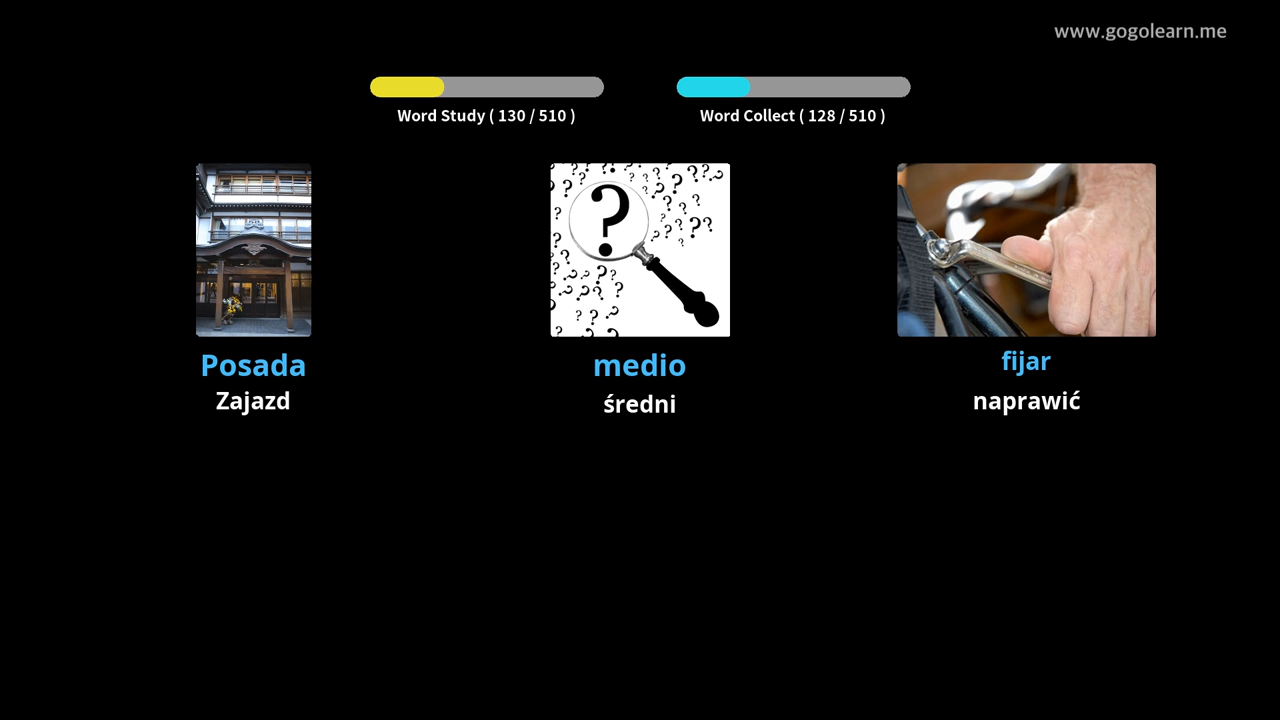 www.gogolearn.me
Word Study ( 130 / 510 )
Word Collect ( 128 / 510 )
Posada
Zajazd
medio
średni
fijar
naprawić